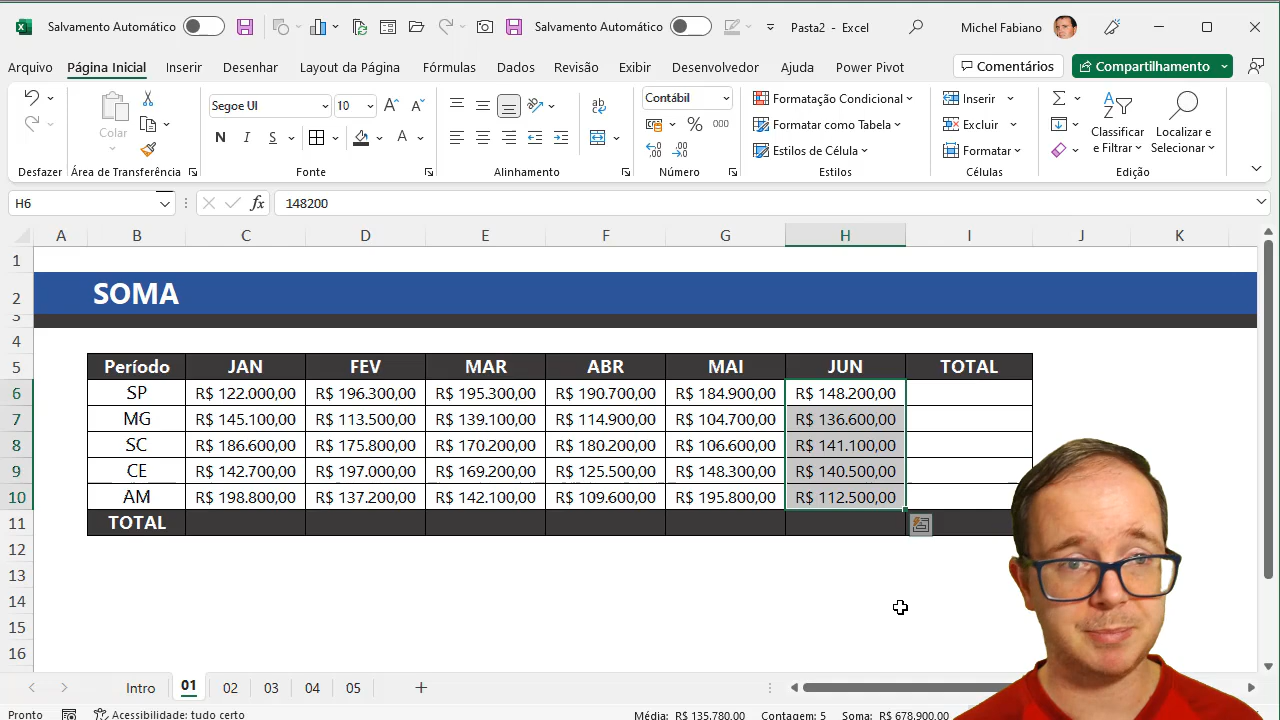 Salvamento Automático Salvamento Automático Pasta2 - Excel Michel Fabiano
Arquivo Página Inicial Inserir Desenhar Layout da Página Fórmulas Dados Revisão Exibir Desenvolvedor Ajuda Power Pivot Comentários Compartilhamento
Colar Segoe UI 10 A A Contábil Formatação Condicional Inserir
N I S A ab % 000 Formatar como Tabela Excluir Classificar e Filtrar Localizar e Selecionar
Estilos de Célula Formatar
Desfazer Área de Transferência Fonte Alinhamento Número Estilos Células Edição
H6 fx 148200
A B C D E F G H I J K
1
2 SOMA
3
4
5 Período JAN FEV MAR ABR MAI JUN TOTAL
6 SP R$ 122.000,00 R$ 196.300,00 R$ 195.300,00 R$ 190.700,00 R$ 184.900,00 R$ 148.200,00
7 MG R$ 145.100,00 R$ 113.500,00 R$ 139.100,00 R$ 114.900,00 R$ 104.700,00 R$ 136.600,00
8 SC R$ 186.600,00 R$ 175.800,00 R$ 170.200,00 R$ 180.200,00 R$ 106.600,00 R$ 141.100,00
9 CE R$ 142.700,00 R$ 197.000,00 R$ 169.200,00 R$ 125.500,00 R$ 148.300,00 R$ 140.500,00
10 AM R$ 198.800,00 R$ 137.200,00 R$ 142.100,00 R$ 109.600,00 R$ 195.800,00 R$ 112.500,00
11 TOTAL
12
13
14
15
16
Intro 01 02 03 04 05
Pronto Acessibilidade: tudo certo Média: R$ 135.780,00 Contagem: 5 Soma: R$ 678.900,00